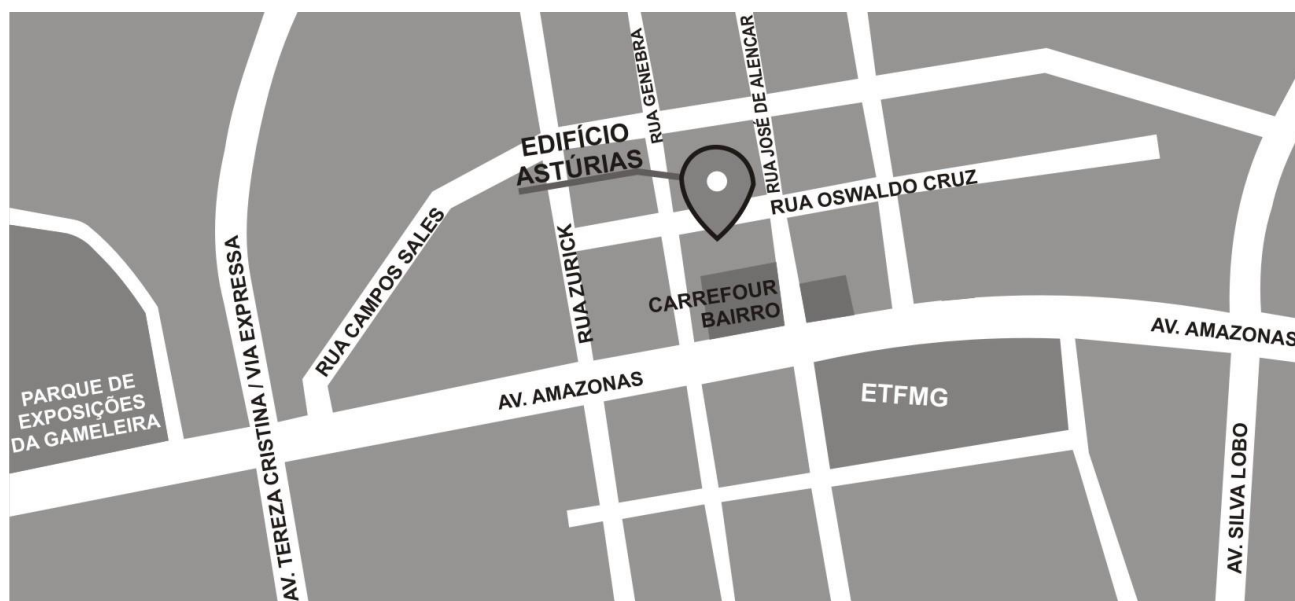 RUA GENEBRA
RUA JOSÉ DE ALENCAR
EDIFÍCIO
ASTÚRIAS
RUA OSWALDO CRUZ
RUA CAMPOS SALES
RUA ZURICK
AV. TEREZA CRISTINA / VIA EXPRESSA
CARREFOUR
BAIRRO
AV. AMAZONAS
AV. AMAZONAS
PARQUE DE
EXPOSIÇÕES
DA GAMELEIRA
ETFMG
AV. SILVA LOBO